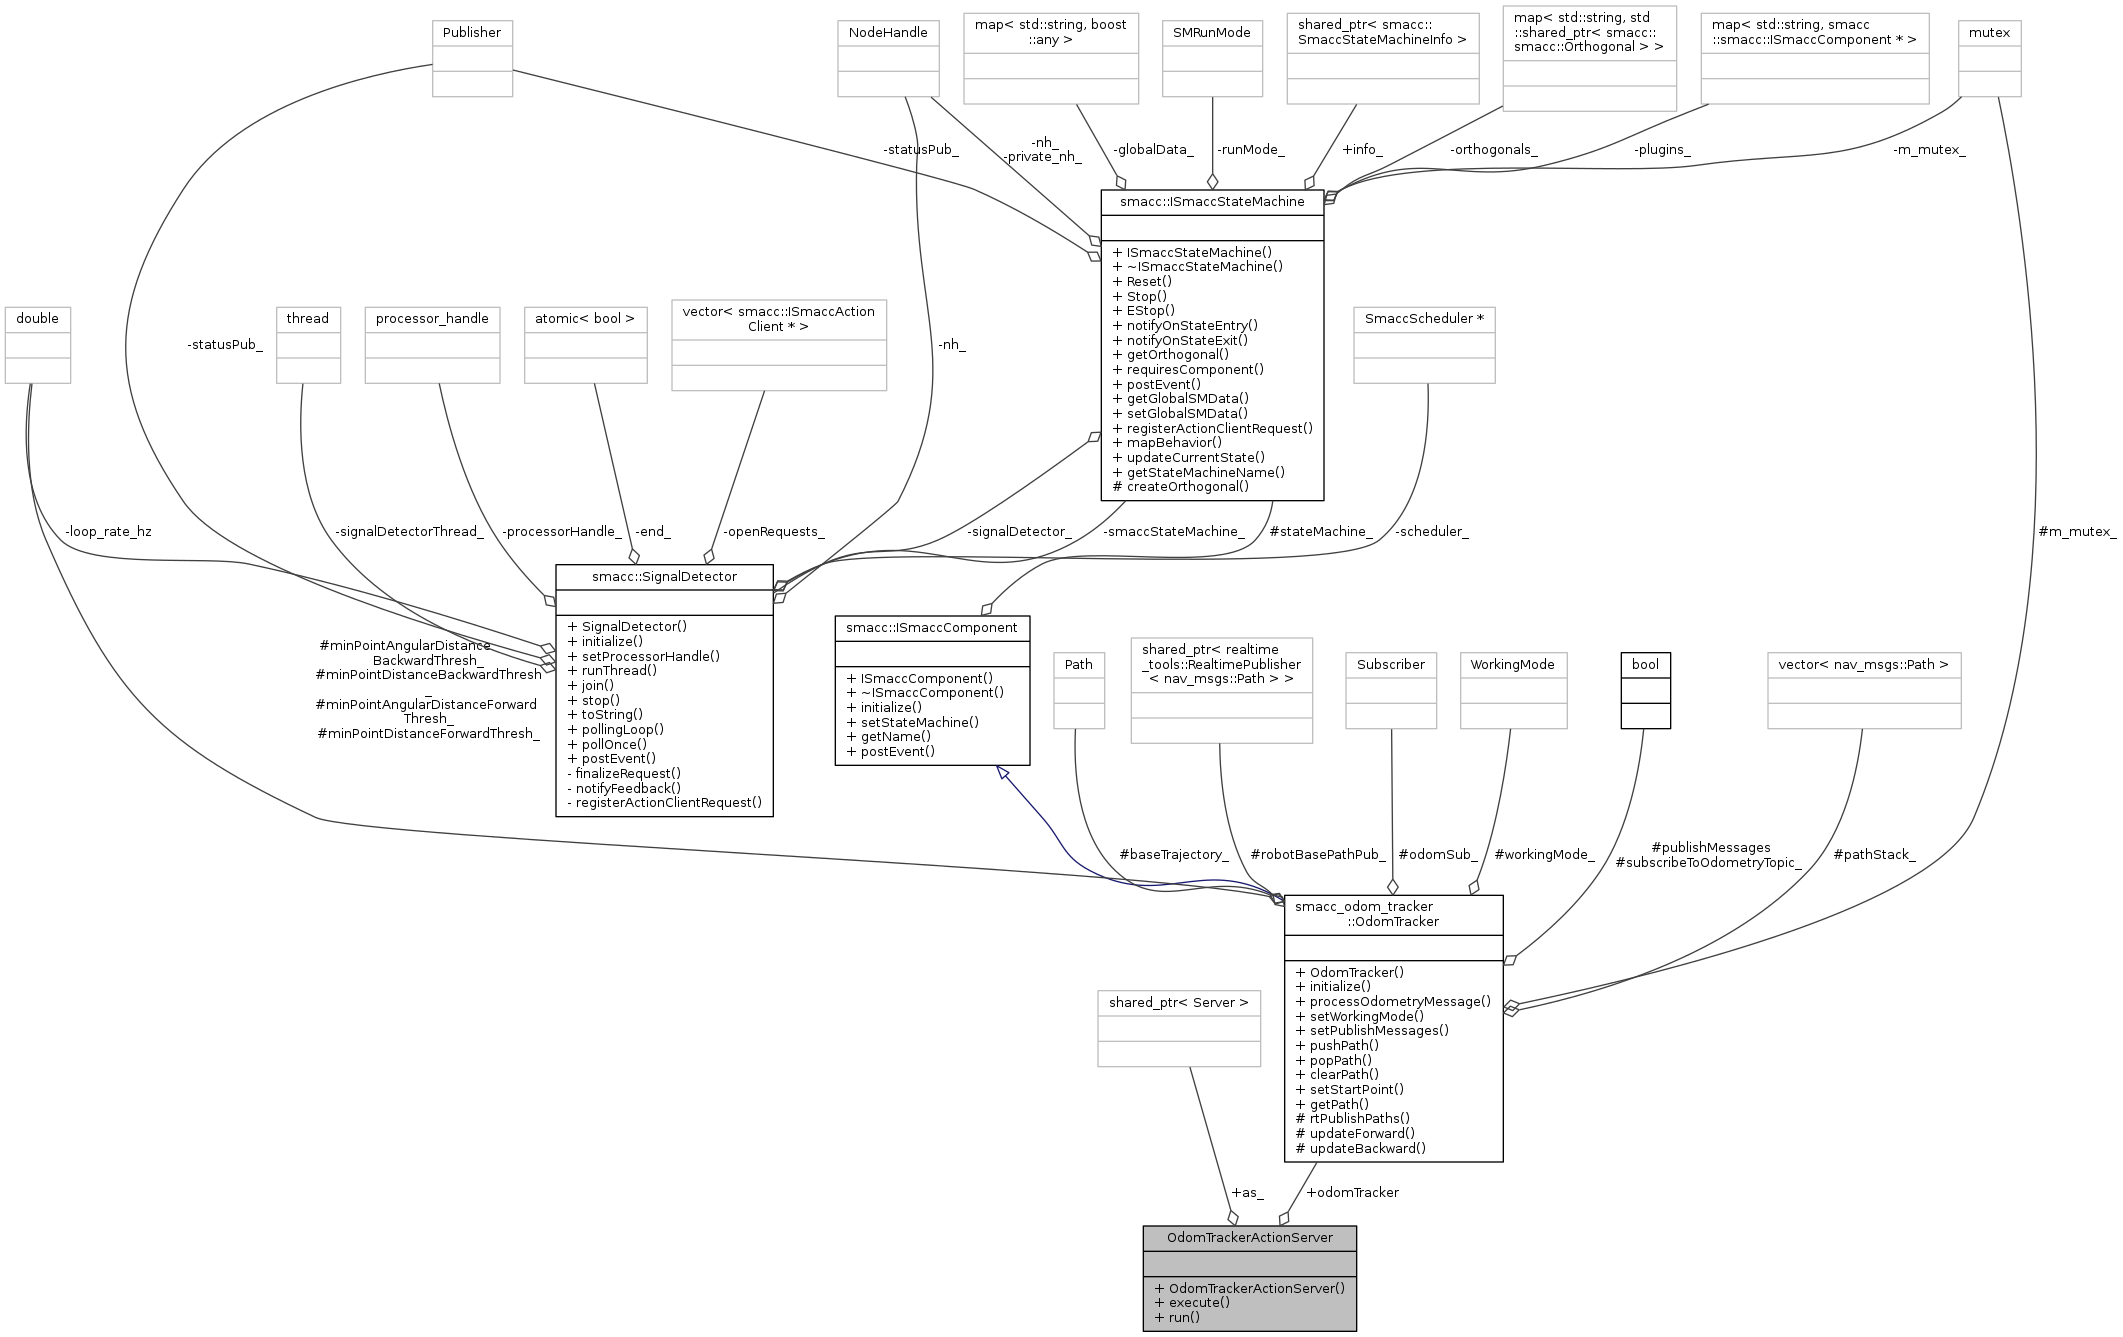 Publisher
NodeHandle
map< std::string, boost
::any >
SMRunMode
shared_ptr< smacc::
SmaccStateMachineInfo >
map< std::string, std
::shared_ptr< smacc::
smacc::Orthogonal > >
map< std::string, smacc
::smacc::ISmaccComponent * >
mutex
-statusPub_
-nh_
-private_nh_
-globalData_
-runMode_
+info_
-orthogonals_
-plugins_
-m_mutex_
smacc::ISmaccStateMachine
+ ISmaccStateMachine()
+ ~ISmaccStateMachine()
+ Reset()
+ Stop()
+ EStop()
+ notifyOnStateEntry()
+ notifyOnStateExit()
+ getOrthogonal()
+ requiresComponent()
+ postEvent()
+ getGlobalSMData()
+ setGlobalSMData()
+ registerActionClientRequest()
+ mapBehavior()
+ updateCurrentState()
+ getStateMachineName()
# createOrthogonal()
double
thread
processor_handle
atomic< bool >
vector< smacc::ISmaccAction
Client * >
SmaccScheduler *
-statusPub_
-nh_
-loop_rate_hz
-signalDetectorThread_
-processorHandle_
-end_
-openRequests_
-signalDetector_
-smaccStateMachine_
#stateMachine_
-scheduler_
#m_mutex_
smacc::SignalDetector
+ SignalDetector()
+ initialize()
+ setProcessorHandle()
+ runThread()
+ join()
+ stop()
+ toString()
+ pollingLoop()
+ pollOnce()
+ postEvent()
- finalizeRequest()
- notifyFeedback()
- registerActionClientRequest()
#minPointAngularDistance
BackwardThresh_
#minPointDistanceBackwardThresh
_
#minPointAngularDistanceForward
Thresh_
#minPointDistanceForwardThresh_
smacc::ISmaccComponent
+ ISmaccComponent()
+ ~ISmaccComponent()
+ initialize()
+ setStateMachine()
+ getName()
+ postEvent()
Path
shared_ptr< realtime
_tools::RealtimePublisher
< nav_msgs::Path > >
Subscriber
WorkingMode
bool
vector< nav_msgs::Path >
#baseTrajectory_
#robotBasePathPub_
#odomSub_
#workingMode_
#publishMessages
#subscribeToOdometryTopic_
#pathStack_
smacc_odom_tracker
::OdomTracker
+ OdomTracker()
+ initialize()
+ processOdometryMessage()
+ setWorkingMode()
+ setPublishMessages()
+ pushPath()
+ popPath()
+ clearPath()
+ setStartPoint()
+ getPath()
# rtPublishPaths()
# updateForward()
# updateBackward()
shared_ptr< Server >
+as_
+odomTracker
OdomTrackerActionServer
+ OdomTrackerActionServer()
+ execute()
+ run()